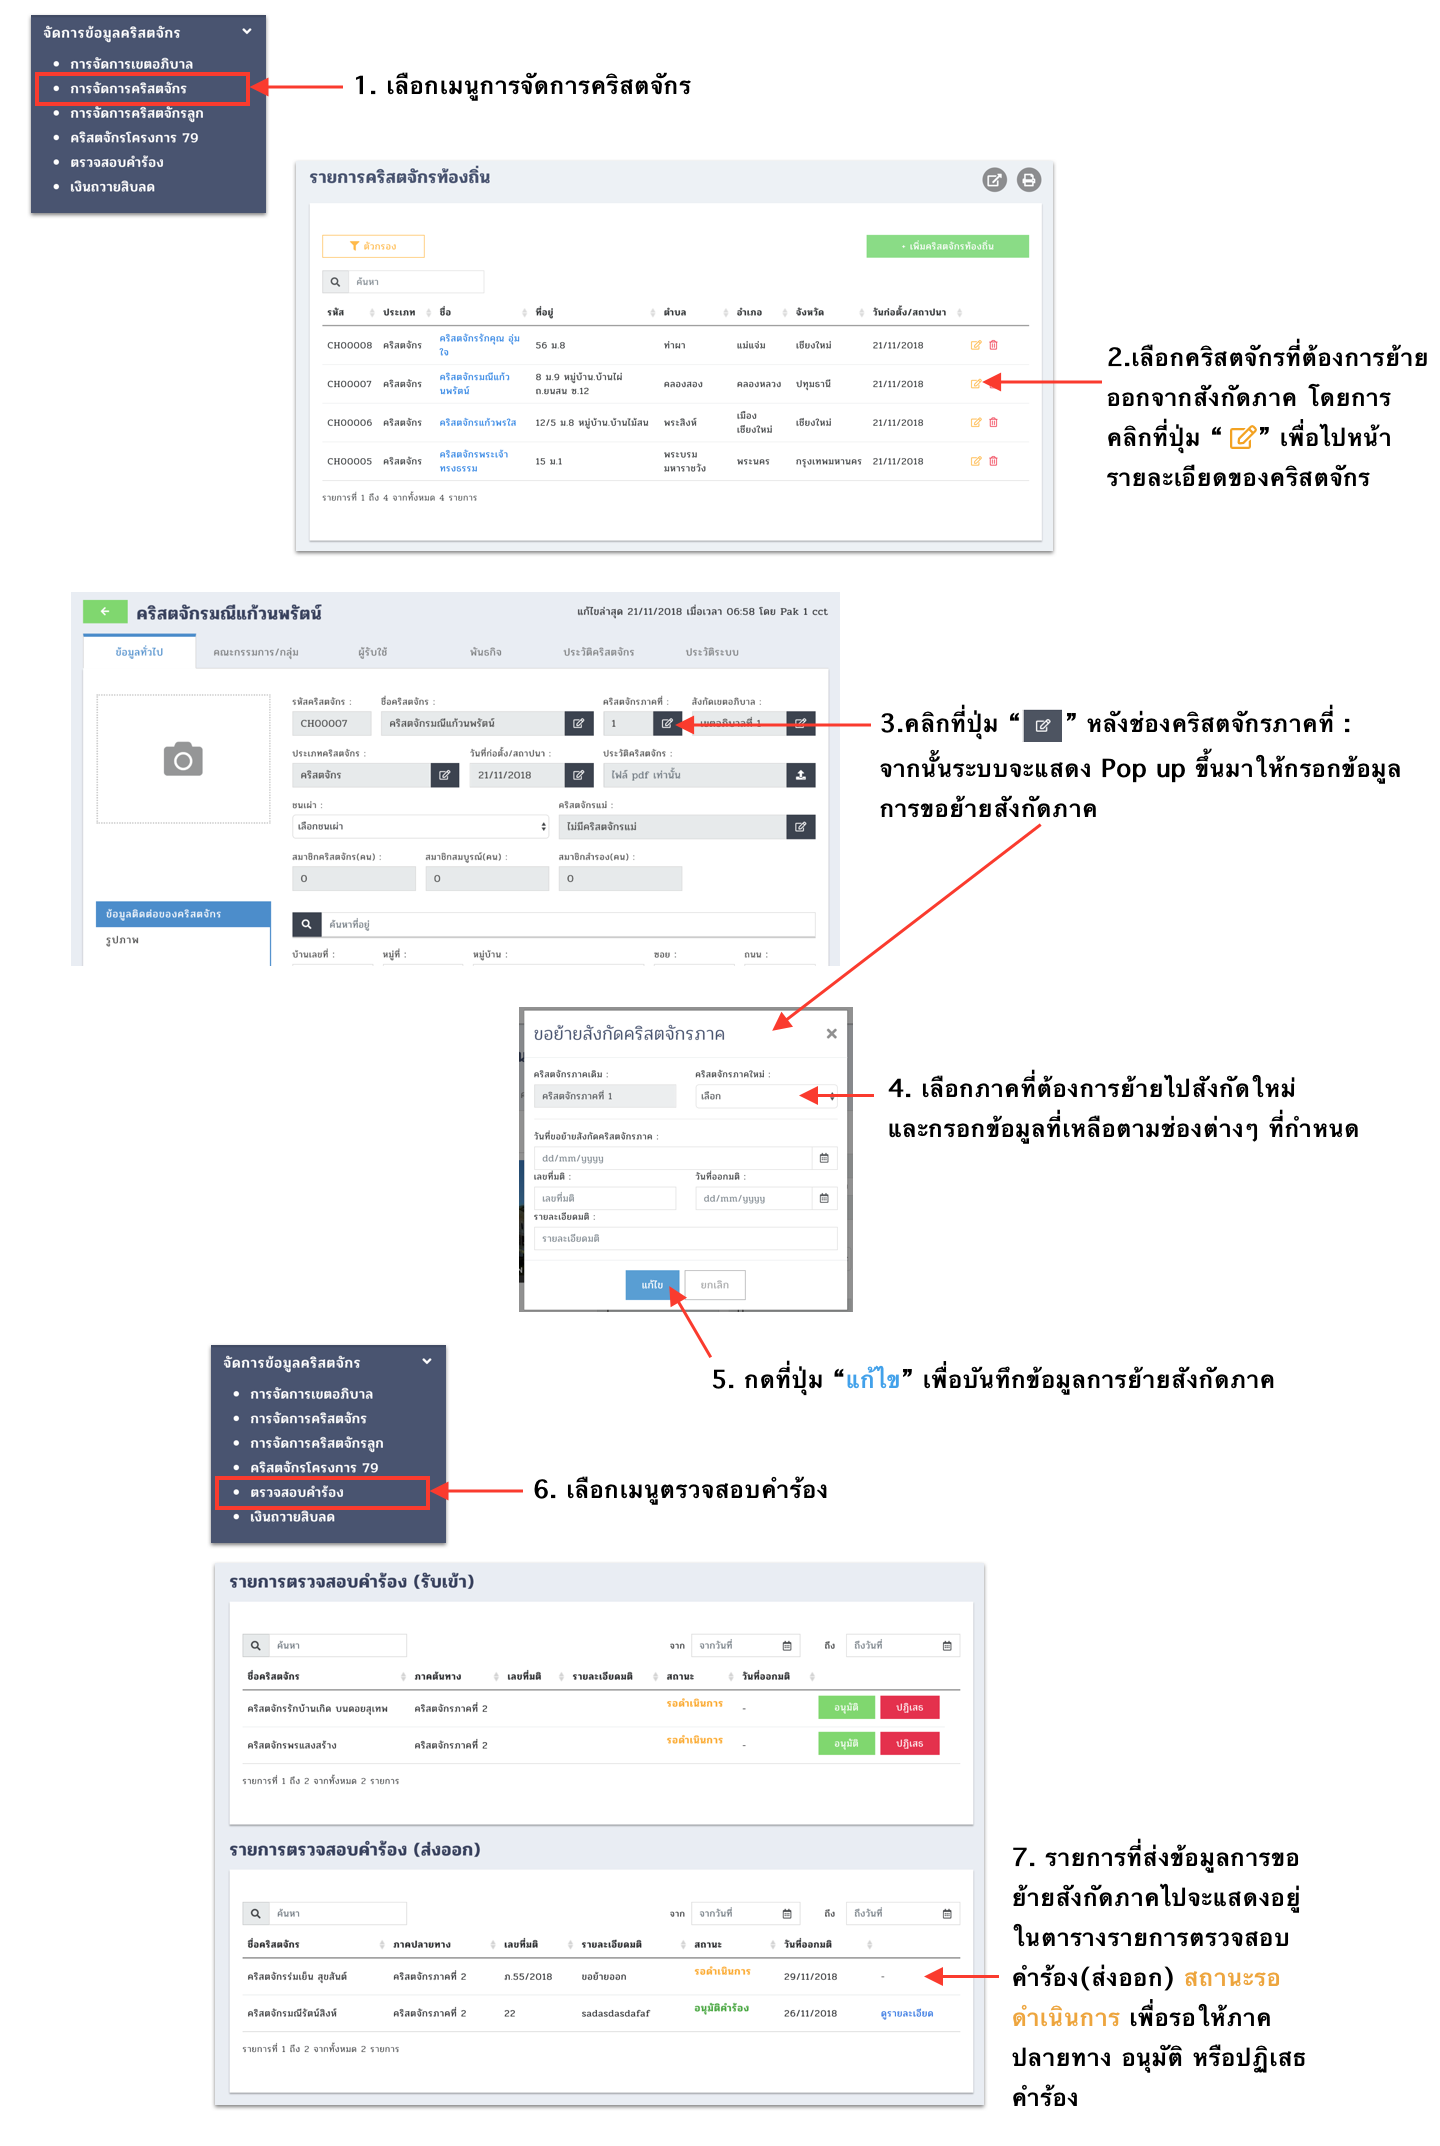 จัดการข้อมูลคริสตจักร
การจัดการเขตอภิบาล
การจัดการคริสตจักร
การจัดการคริสตจักรลูก
คริสตจักรโครงการ 79
ตรวจสอบคำร้อง
เงินถวายสิบลด
1. เลือกเมนูการจัดการคริสตจักร
รายการคริสตจักรท้องถิ่น
ตัวกรอง
+ เพิ่มคริสตจักรท้องถิ่น
ค้นหา
รหัส ประเภท ชื่อ ที่อยู่ ตำบล อำเภอ จังหวัด วันก่อตั้ง/สถาปนา
CH00008 คริสตจักร คริสตจักรรักคุณ อุ่มใจ 56 ม.8 ท่าผา แม่แจ่ม เชียงใหม่ 21/11/2018
CH00007 คริสตจักร คริสตจักรมณีแก้วนพรัตน์ 8 ม.9 หมู่บ้าน.บ้านไผ่ ถ.ยนสน ซ.12 คลองสอง คลองหลวง ปทุมธานี 21/11/2018
CH00006 คริสตจักร คริสตจักรแก้วพรใส 12/5 ม.8 หมู่บ้าน.บ้านไม้สน พระสิงห์ เมืองเชียงใหม่ เชียงใหม่ 21/11/2018
CH00005 คริสตจักร คริสตจักรพระเจ้าทรงธรรม 15 ม.1 พระบรมมหาราชวัง พระนคร กรุงเทพมหานคร 21/11/2018
รายการที่ 1 ถึง 4 จากทั้งหมด 4 รายการ
2.เลือกคริสตจักรที่ต้องการย้าย
ออกจากสังกัดภาค โดยการ
คลิกที่ปุ่ม “ ” เพื่อไปหน้า
รายละเอียดของคริสตจักร
คริสตจักรมณีแก้วนพรัตน์
แก้ไขล่าสุด 21/11/2018 เมื่อเวลา 06:58 โดย Pak 1 cct
ข้อมูลทั่วไป คณะกรรมการ/กลุ่ม ผู้รับใช้ พันธกิจ ประวัติคริสตจักร ประวัติระบบ
รหัสคริสตจักร : ชื่อคริสตจักร : คริสตจักรภาคที่ : สังกัดเขตอภิบาล :
CH00007 คริสตจักรมณีแก้วนพรัตน์ 1 เขตอภิบาลที่ 1
ประเภทคริสตจักร : วันที่ก่อตั้ง/สถาปนา : ประวัติคริสตจักร :
คริสตจักร 21/11/2018 ไฟล์ pdf เท่านั้น
ชนเผ่า : คริสตจักรแม่ :
เลือกชนเผ่า ไม่มีคริสตจักรแม่
สมาชิกคริสตจักร(คน) : สมาชิกสมบูรณ์(คน) : สมาชิกสำรอง(คน) :
0 0 0
ข้อมูลติดต่อของคริสตจักร
รูปภาพ
ค้นหาที่อยู่
บ้านเลขที่ : หมู่ที่ : หมู่บ้าน : ซอย : ถนน :
3.คลิกที่ปุ่ม “ ” หลังช่องคริสตจักรภาคที่ :
จากนั้นระบบจะแสดง Pop up ขึ้นมาให้กรอกข้อมูล
การขอย้ายสังกัดภาค
ขอย้ายสังกัดคริสตจักรภาค
คริสตจักรภาคเดิม : คริสตจักรภาคใหม่ :
คริสตจักรภาคที่ 1 เลือก
วันที่ขอย้ายสังกัดคริสตจักรภาค :
dd/mm/yyyy
เลขที่มติ : วันที่ออกมติ :
เลขที่มติ dd/mm/yyyy
รายละเอียดมติ :
รายละเอียดมติ
แก้ไข ยกเลิก
4. เลือกภาคที่ต้องการย้ายไปสังกัดใหม่
และกรอกข้อมูลที่เหลือตามช่องต่างๆ ที่กำหนด
5. กดที่ปุ่ม “แก้ไข” เพื่อบันทึกข้อมูลการย้ายสังกัดภาค
จัดการข้อมูลคริสตจักร
การจัดการเขตอภิบาล
การจัดการคริสตจักร
การจัดการคริสตจักรลูก
คริสตจักรโครงการ 79
ตรวจสอบคำร้อง
เงินถวายสิบลด
6. เลือกเมนูตรวจสอบคำร้อง
รายการตรวจสอบคำร้อง (รับเข้า)
ค้นหา จาก จากวันที่ ถึง ถึงวันที่
ชื่อคริสตจักร ภาคต้นทาง เลขที่มติ รายละเอียดมติ สถานะ วันที่ออกมติ
คริสตจักรรักบ้านเกิด บนดอยสุเทพ คริสตจักรภาคที่ 2 รอดำเนินการ - อนุมัติ ปฏิเสธ
คริสตจักรพรแสงสร้าง คริสตจักรภาคที่ 2 รอดำเนินการ - อนุมัติ ปฏิเสธ
รายการที่ 1 ถึง 2 จากทั้งหมด 2 รายการ
รายการตรวจสอบคำร้อง (ส่งออก)
ค้นหา จาก จากวันที่ ถึง ถึงวันที่
ชื่อคริสตจักร ภาคปลายทาง เลขที่มติ รายละเอียดมติ สถานะ วันที่ออกมติ
คริสตจักรร่มเย็น สุขสันต์ คริสตจักรภาคที่ 2 ภ.55/2018 ขอย้ายออก รอดำเนินการ 29/11/2018 -
คริสตจักรมณีรัตน์สิงห์ คริสตจักรภาคที่ 2 22 sadasdasdafaf อนุมัติคำร้อง 26/11/2018 ดูรายละเอียด
รายการที่ 1 ถึง 2 จากทั้งหมด 2 รายการ
7. รายการที่ส่งข้อมูลการขอ
ย้ายสังกัดภาคไปจะแสดงอยู่
ในตารางรายการตรวจสอบ
คำร้อง(ส่งออก) สถานะรอ
ดำเนินการ เพื่อรอให้ภาค
ปลายทาง อนุมัติ หรือปฏิเสธ
คำร้อง